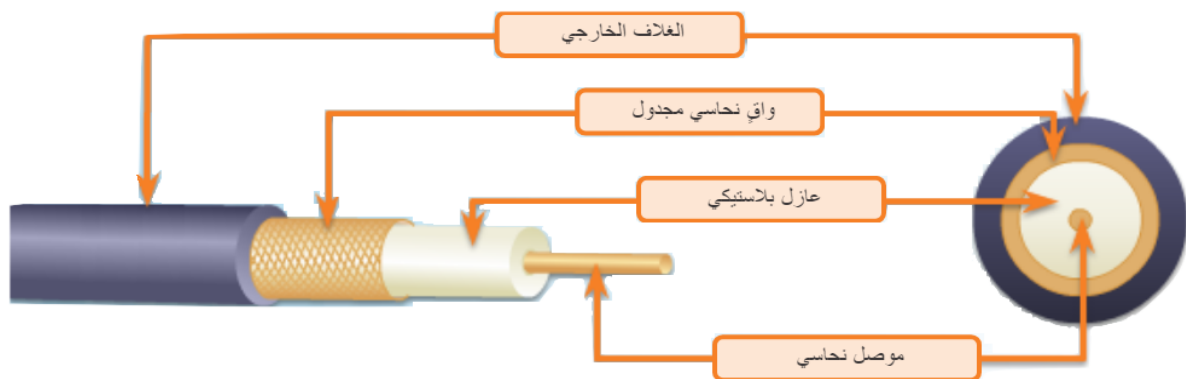 الغلاف الخارجي
واقٍ نحاسي مجدول
عازل بلاستيكي
موصل نحاسي